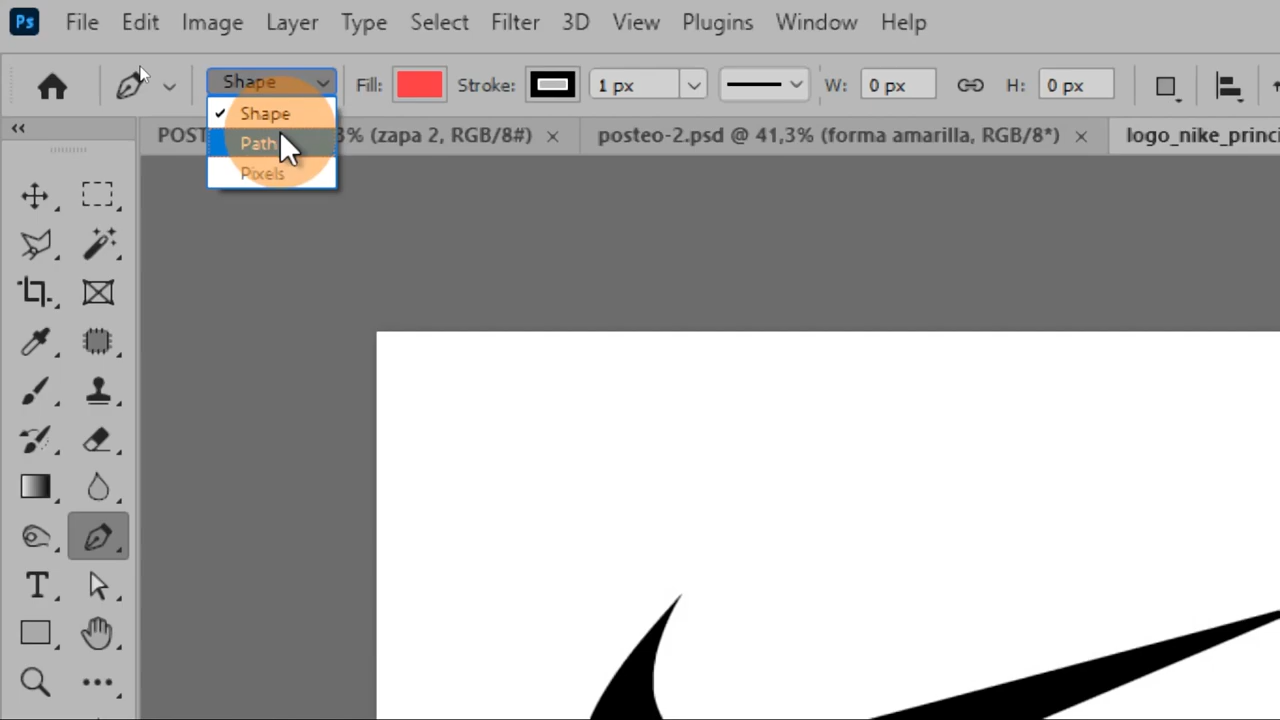 Ps File Edit Image Layer Type Select Filter 3D View Plugins Window Help
Shape Fill: Stroke: 1 px W: 0 px H: 0 px
Shape
POST 3% (zapa 2, RGB/8#) × posteo-2.psd @ 41,3% (forma amarilla, RGB/8*) × logo_nike_princi
Path
Pixels
T